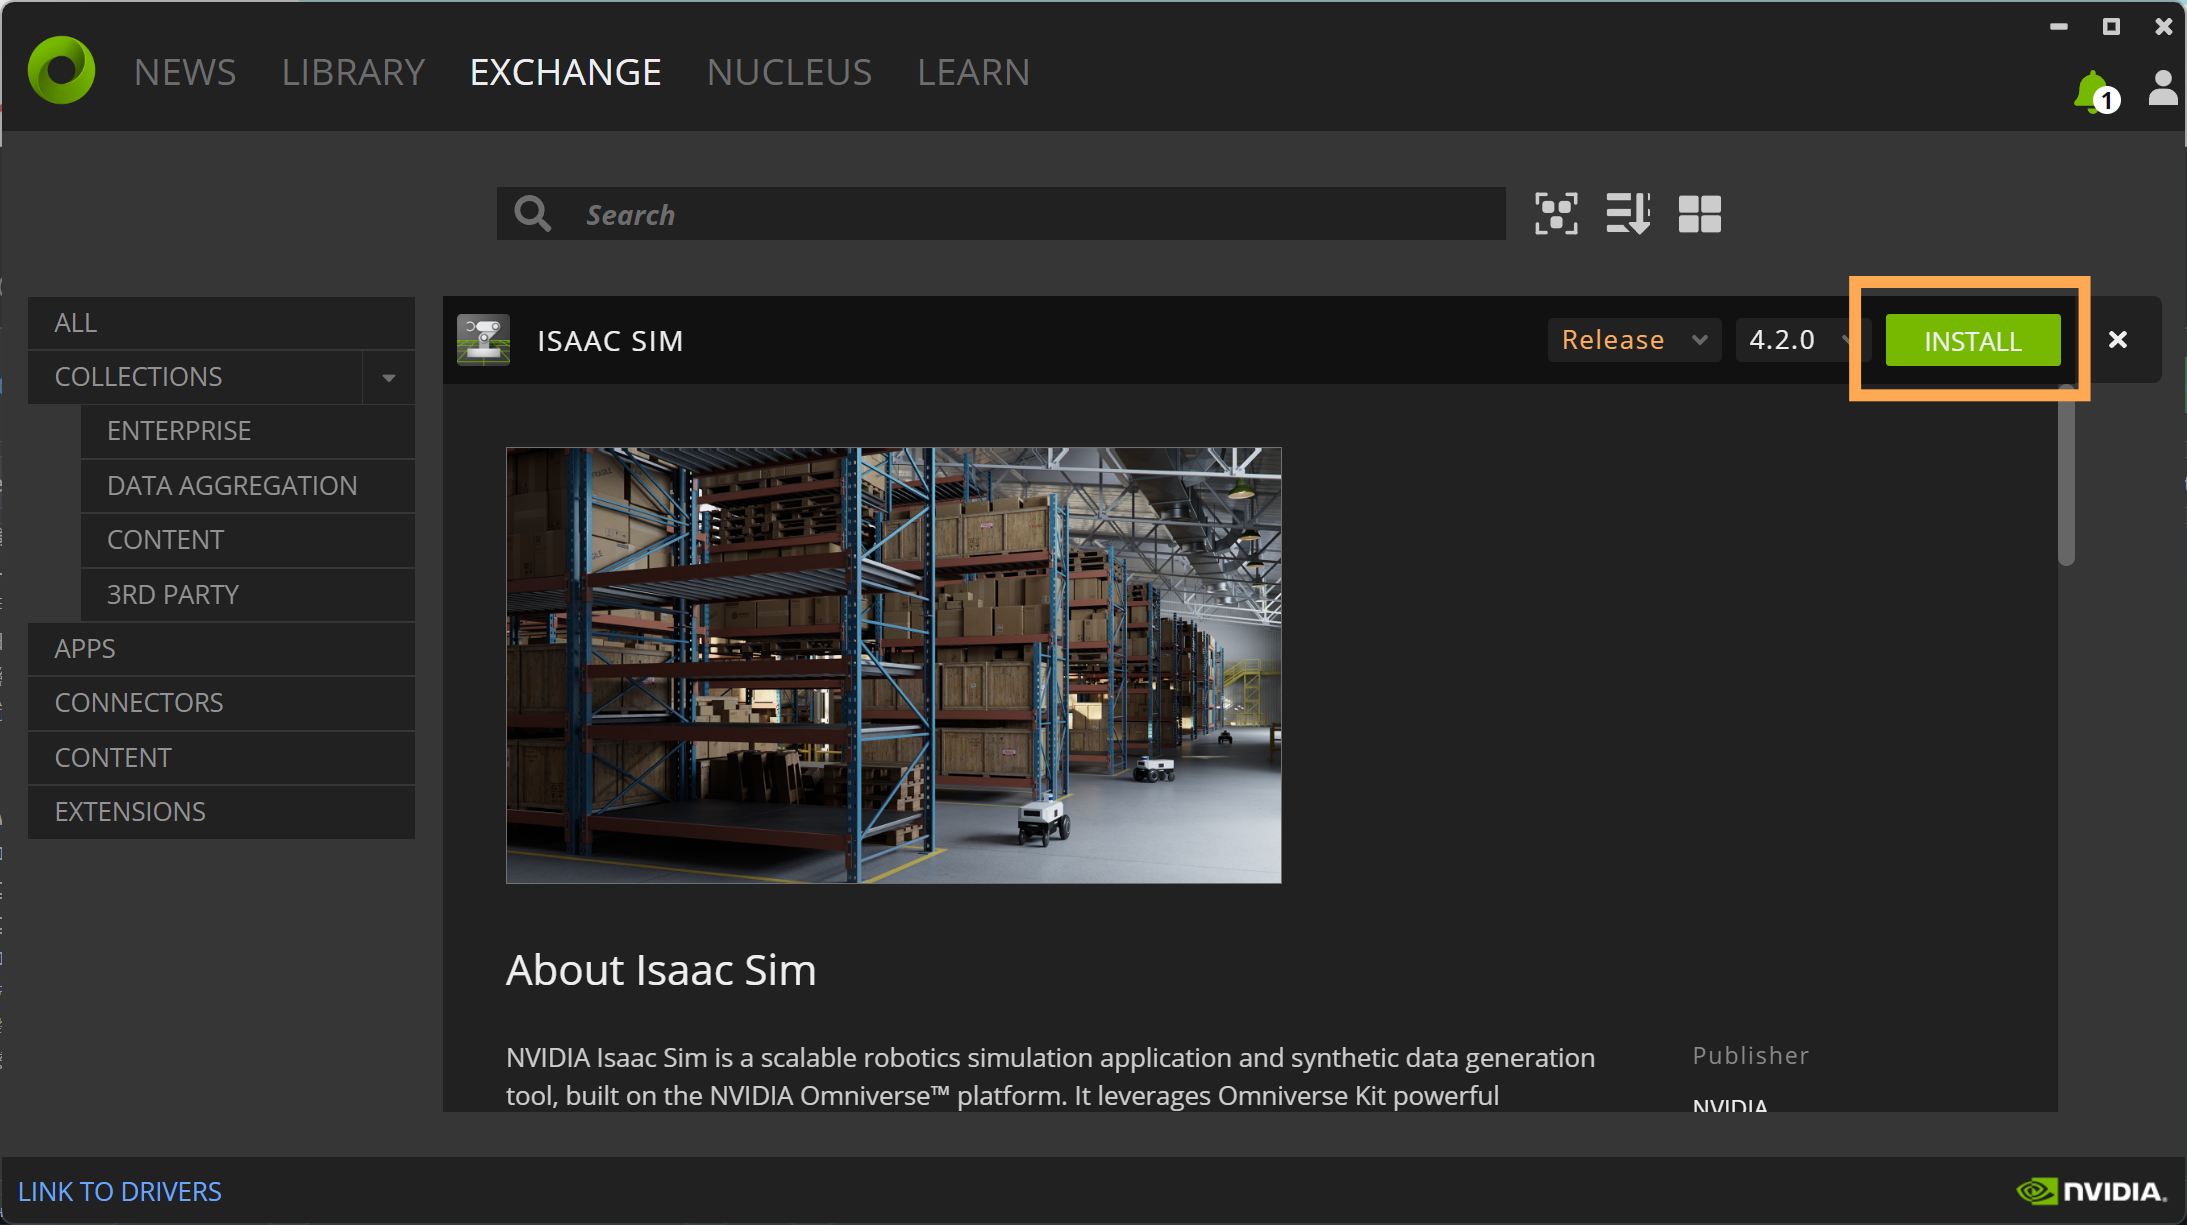 NEWS LIBRARY EXCHANGE NUCLEUS LEARN
1
Search
ALL
COLLECTIONS
ENTERPRISE
DATA AGGREGATION
CONTENT
3RD PARTY
APPS
CONNECTORS
CONTENT
EXTENSIONS
ISAAC SIM Release 4.2.0 INSTALL
About Isaac Sim
NVIDIA Isaac Sim is a scalable robotics simulation application and synthetic data generation
tool, built on the NVIDIA Omniverse™ platform. It leverages Omniverse Kit powerful
Publisher
NVIDIA
LINK TO DRIVERS
NVIDIA.